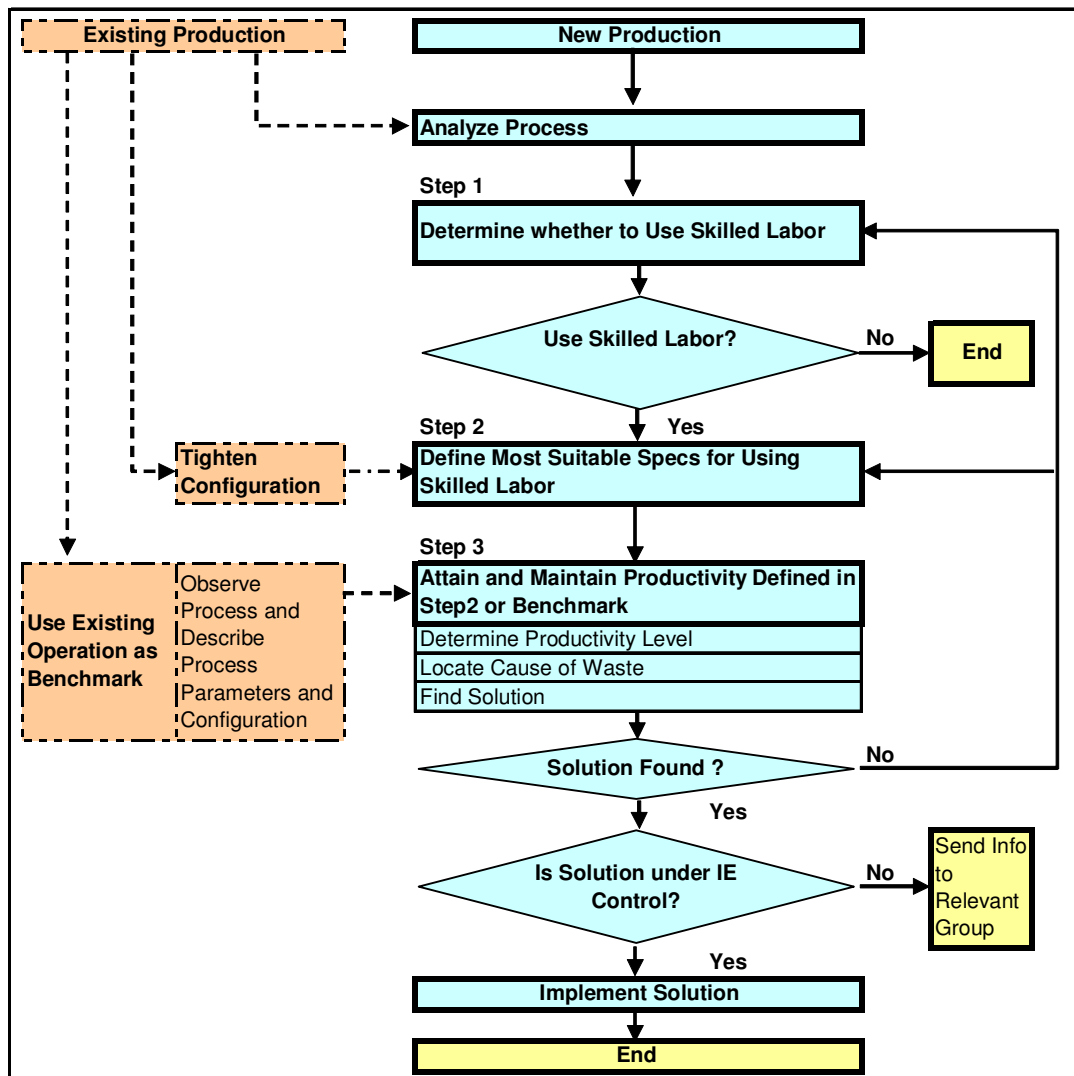 Existing Production
New Production
Analyze Process
Step 1
Determine whether to Use Skilled Labor
Use Skilled Labor?
No
End
Yes
Step 2
Tighten
Configuration
Define Most Suitable Specs for Using
Skilled Labor
Step 3
Attain and Maintain Productivity Defined in
Step2 or Benchmark
Determine Productivity Level
Locate Cause of Waste
Find Solution
Use Existing
Operation as
Benchmark
Observe
Process and
Describe
Process
Parameters and
Configuration
Solution Found ?
No
Yes
Is Solution under IE
Control?
No
Send Info
to
Relevant
Group
Yes
Implement Solution
End